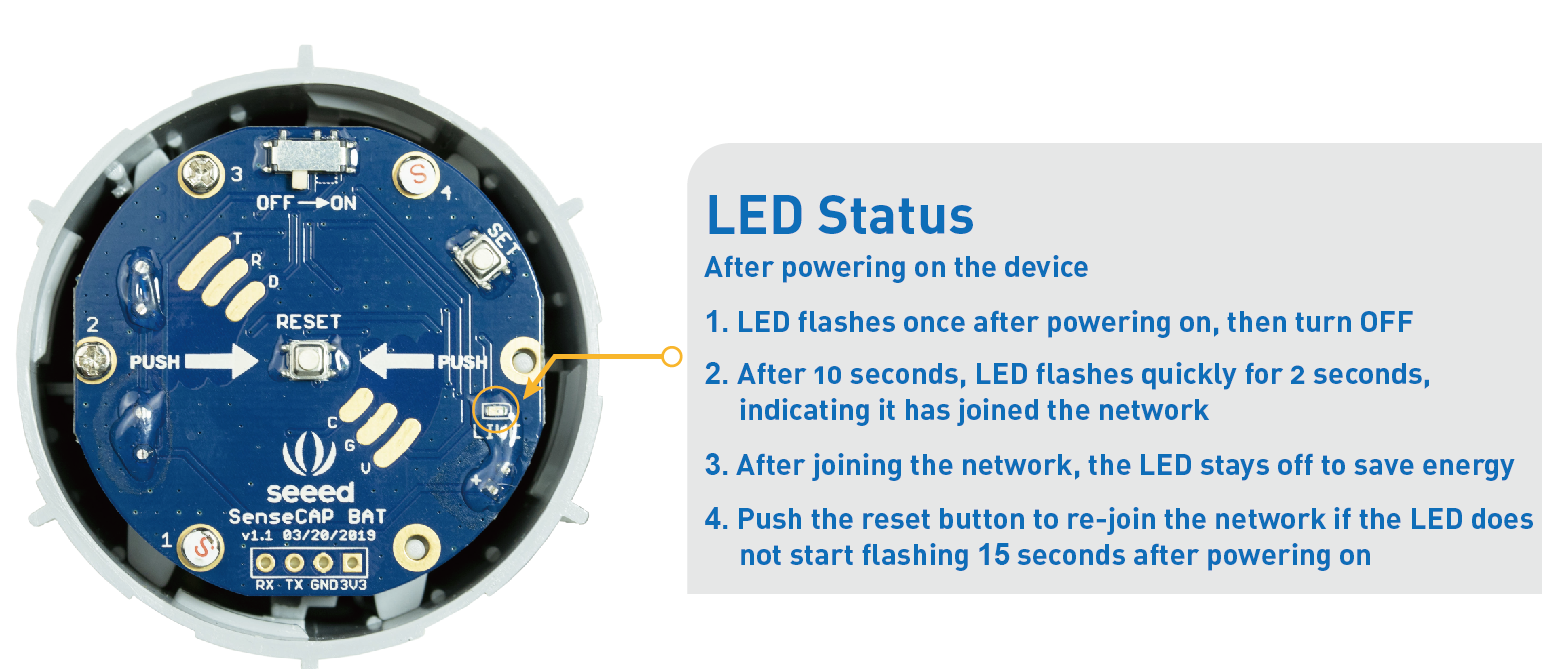 3
4
OFF→ON
SET
T
R
D
RESET
2
PUSH
PUSH
C
G
V
+
seeed
SenseCAP BAT
v1.1 03/20/2019
1
RX TX GND 3V3
S
S
LED Status
After powering on the device
1. LED flashes once after powering on, then turn OFF
2. After 10 seconds, LED flashes quickly for 2 seconds,
indicating it has joined the network
3. After joining the network, the LED stays off to save energy
4. Push the reset button to re-join the network if the LED does
not start flashing 15 seconds after powering on